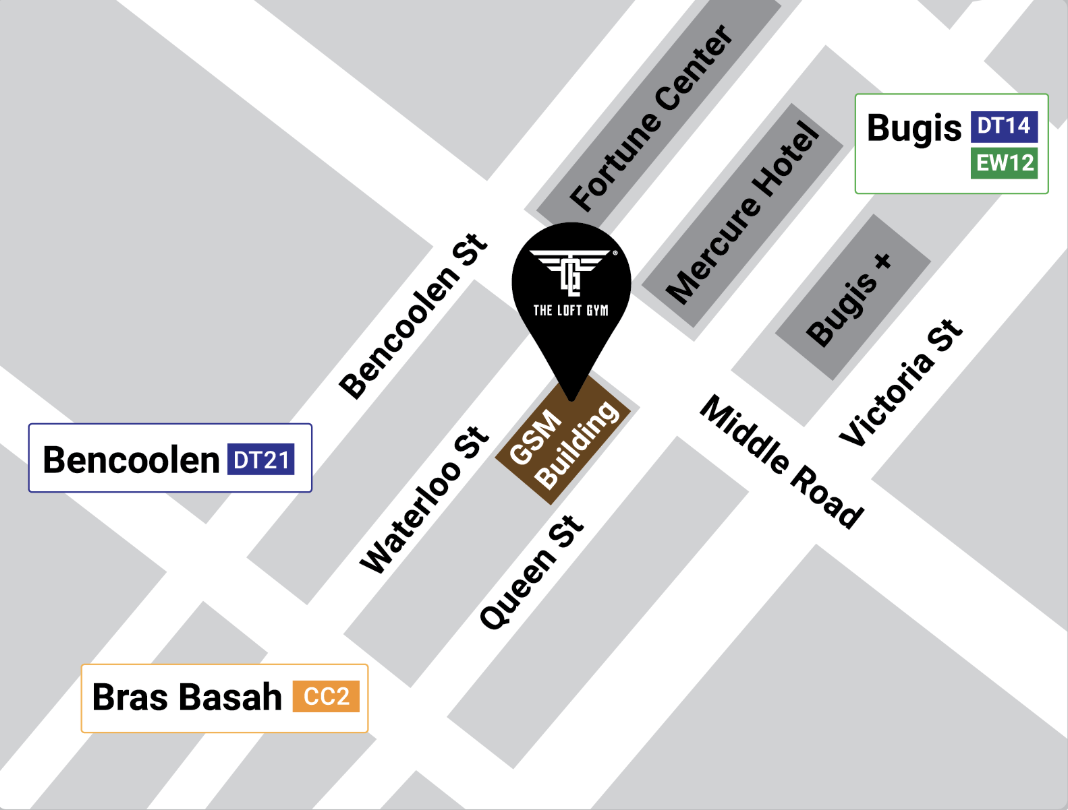 Fortune Center
Bugis DT14
EW12
Mercure Hotel
Bencoolen St
THE LOFT GYM
Bugis +
Victoria St
GSM
Building
Middle Road
Bencoolen DT21
Waterloo St
Queen St
Bras Basah CC2